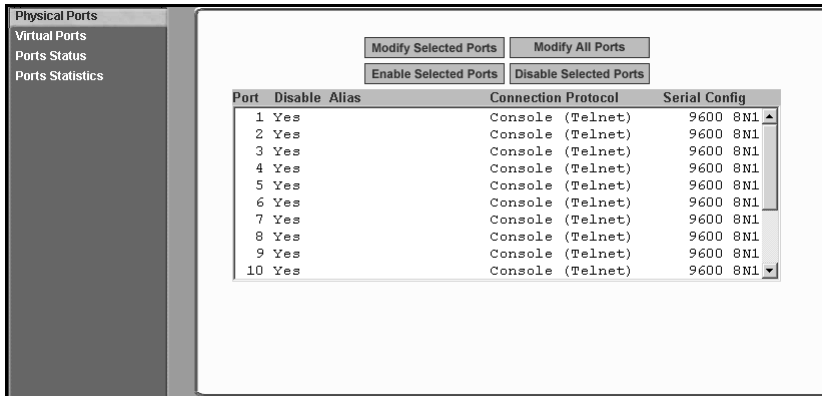 Physical Ports
Virtual Ports
Ports Status
Ports Statistics
Modify Selected Ports
Modify All Ports
Enable Selected Ports
Disable Selected Ports
Port Disable Alias Connection Protocol Serial Config
1 Yes Console (Telnet) 9600 8N1
2 Yes Console (Telnet) 9600 8N1
3 Yes Console (Telnet) 9600 8N1
4 Yes Console (Telnet) 9600 8N1
5 Yes Console (Telnet) 9600 8N1
6 Yes Console (Telnet) 9600 8N1
7 Yes Console (Telnet) 9600 8N1
8 Yes Console (Telnet) 9600 8N1
9 Yes Console (Telnet) 9600 8N1
10 Yes Console (Telnet) 9600 8N1